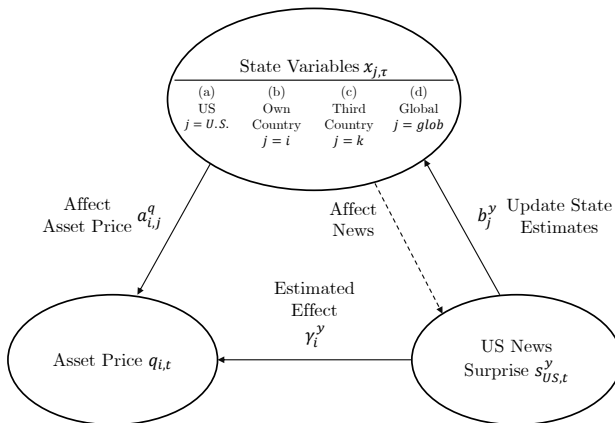 State Variables x_{j,τ}
(a) (b) (c) (d)
US Own Third Global
j = U.S. Country Country j = glob
j = i j = k
Affect
Asset Price a^q_{i,j}
Affect
News
b^y_j Update State
Estimates
Estimated
Effect
γ^y_i
Asset Price q_{i,t}
US News
Surprise s^y_{US,t}